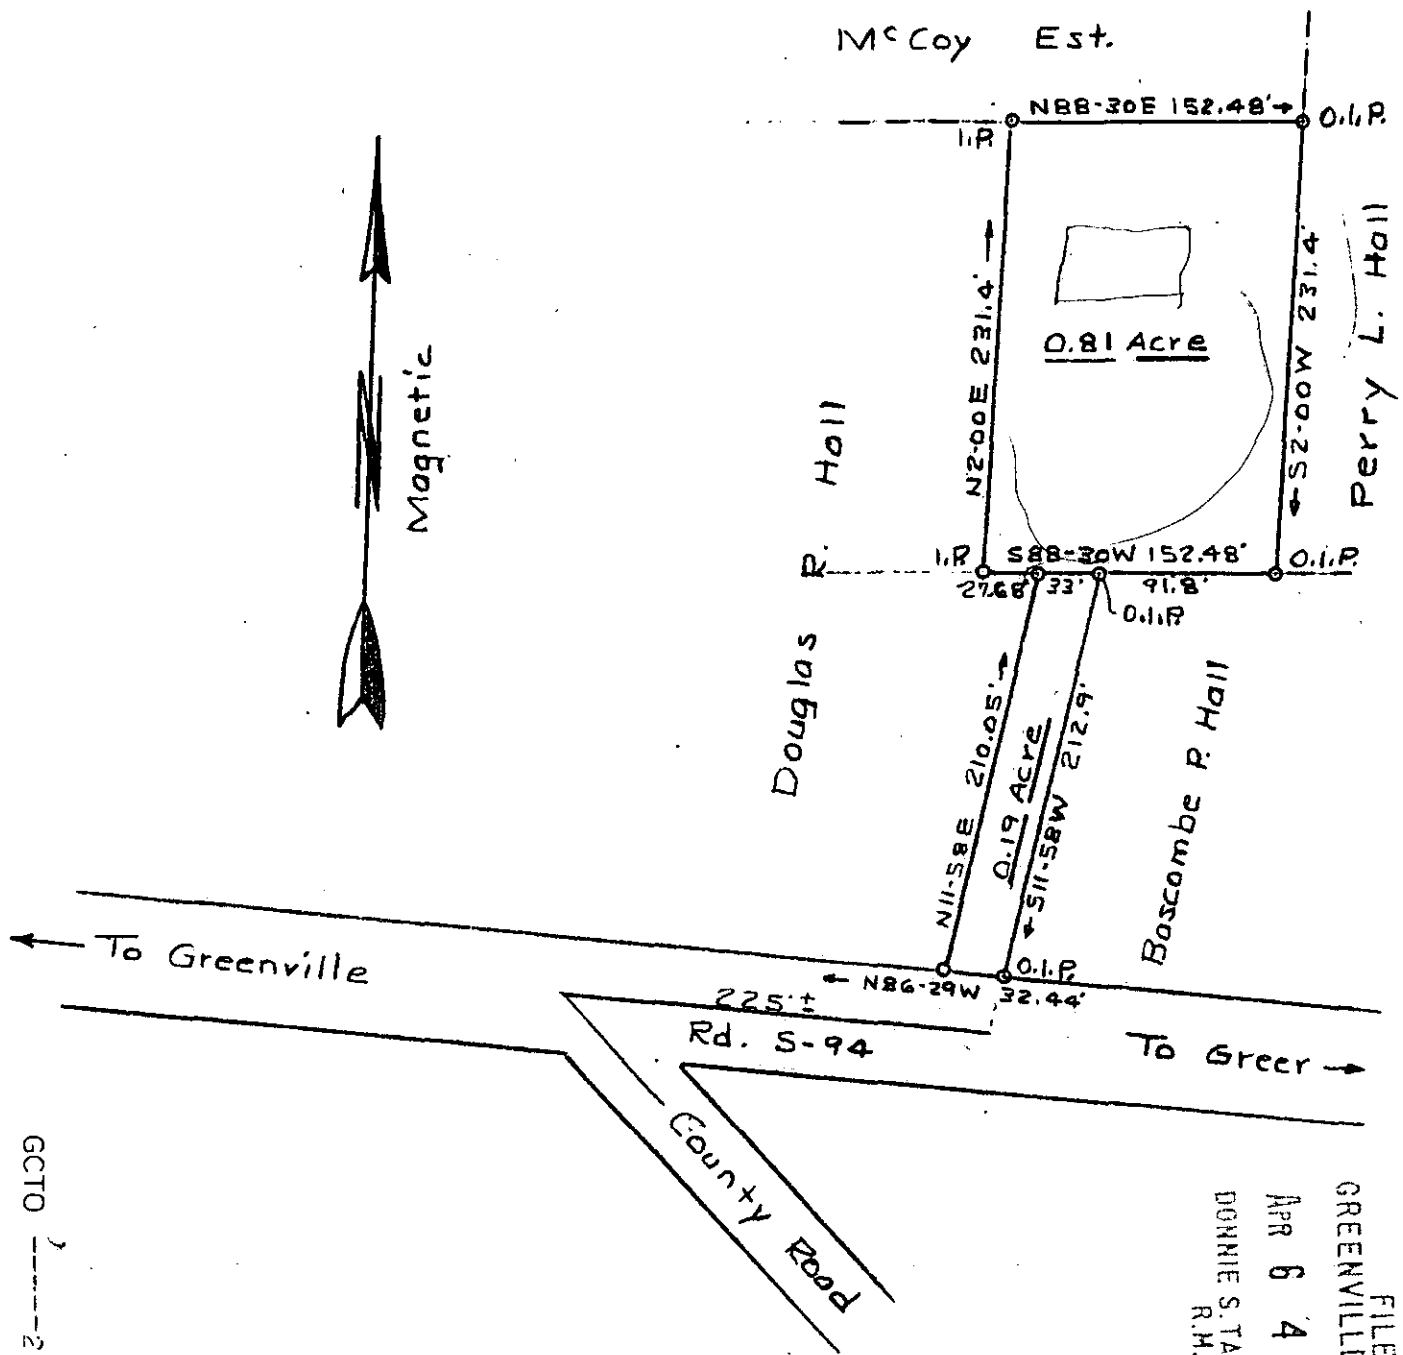 McCoy Est.
N88-30E 152.48'
O.I.P.
I.P.
N2-00E 231.4'
S2-00W 231.4'
0.81 Acre
Perry L. Hall
Magnetic
N
Douglas R. Hall
I.P.
S88-30W 152.48'
O.I.P.
27.68' 33' 91.8'
O.I.P.
N11-58E 210.05'
0.19 Acre
S11-58W 212.9'
Boscombe P. Hall
To Greenville
N86-29W 32.44'
O.I.P.
225'±
Rd. S-94
To Greer
County Road
GREENVILLE
APR 6 4
DONNIE S.
R.M.
GCTO -----2